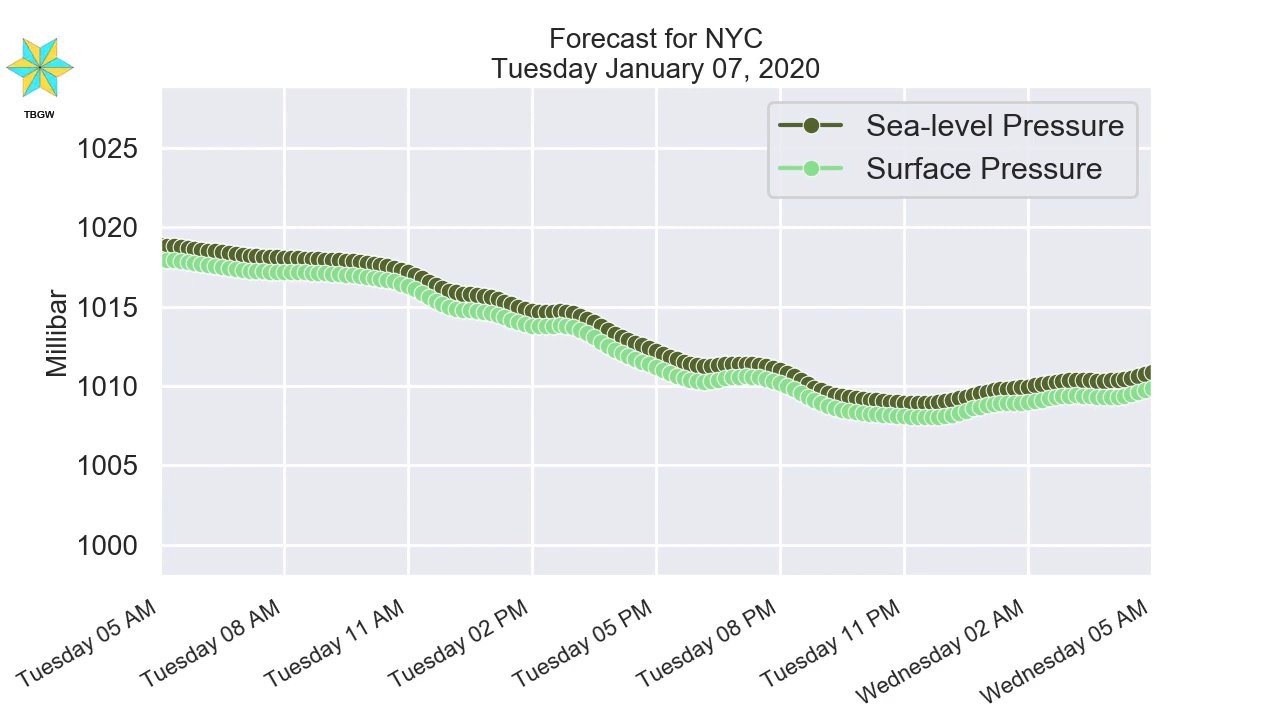 Forecast for NYC
Tuesday January 07, 2020
TBGW
Sea-level Pressure
Surface Pressure
Millibar
1025
1020
1015
1010
1005
1000
Tuesday 05 AM
Tuesday 08 AM
Tuesday 11 AM
Tuesday 02 PM
Tuesday 05 PM
Tuesday 08 PM
Tuesday 11 PM
Wednesday 02 AM
Wednesday 05 AM